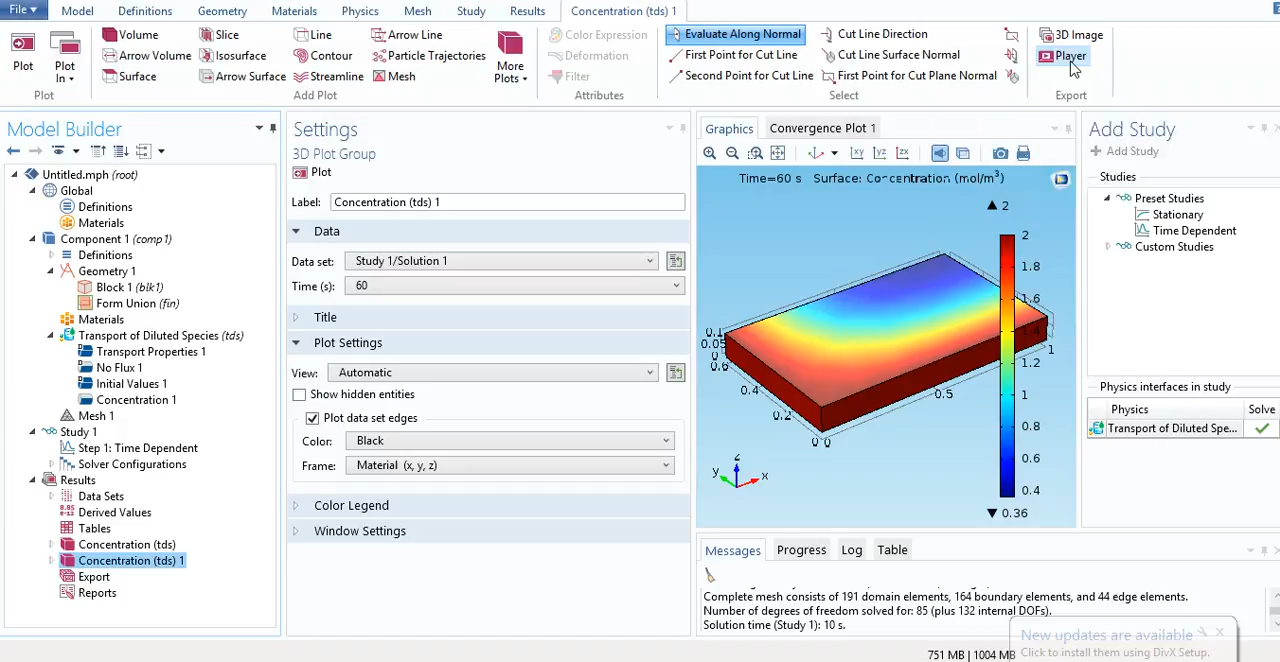 File
Model
Definitions
Geometry
Materials
Physics
Mesh
Study
Results
Concentration (tds) 1
Plot
Plot In
Plot
Volume
Arrow Volume
Surface
Slice
Isosurface
Arrow Surface
Line
Contour
Streamline
Arrow Line
Particle Trajectories
Mesh
More Plots
Add Plot
Color Expression
Deformation
Filter
Attributes
Evaluate Along Normal
First Point for Cut Line
Second Point for Cut Line
Cut Line Direction
Cut Line Surface Normal
First Point for Cut Plane Normal
Select
3D Image
Player
Export
Model Builder
Untitled.mph (root)
Global
Definitions
Materials
Component 1 (comp1)
Definitions
Geometry 1
Block 1 (blk1)
Form Union (fin)
Materials
Transport of Diluted Species (tds)
Transport Properties 1
No Flux 1
Initial Values 1
Concentration 1
Mesh 1
Study 1
Step 1: Time Dependent
Solver Configurations
Results
Data Sets
8.85
e-12
Derived Values
Tables
Concentration (tds)
Concentration (tds) 1
Export
Reports
Settings
3D Plot Group
Plot
Label: Concentration (tds) 1
Data
Data set: Study 1/Solution 1
Time (s): 60
Title
Plot Settings
View: Automatic
Show hidden entities
Plot data set edges
Color: Black
Frame: Material (x, y, z)
Color Legend
Window Settings
Graphics
Convergence Plot 1
xy
yz
zx
Time=60 s Surface: Concentration (mol/m³)
▲ 2
2
1.8
1.6
1.4
1.2
1
0.8
0.6
0.4
▼ 0.36
0.1
0.05
0
0.6
0.4
0.2
0 0
0.5
1
z
y
x
Messages
Progress
Log
Table
Complete mesh consists of 191 domain elements, 164 boundary elements, and 44 edge elements.
Number of degrees of freedom solved for: 85 (plus 132 internal DOFs).
Solution time (Study 1): 10 s.
Add Study
+ Add Study
Studies
Preset Studies
Stationary
Time Dependent
Custom Studies
Physics interfaces in study
Physics
Solve
Transport of Diluted Spe...
New updates are available
Click to install them using DivX Setup.
751 MB | 1004 MB